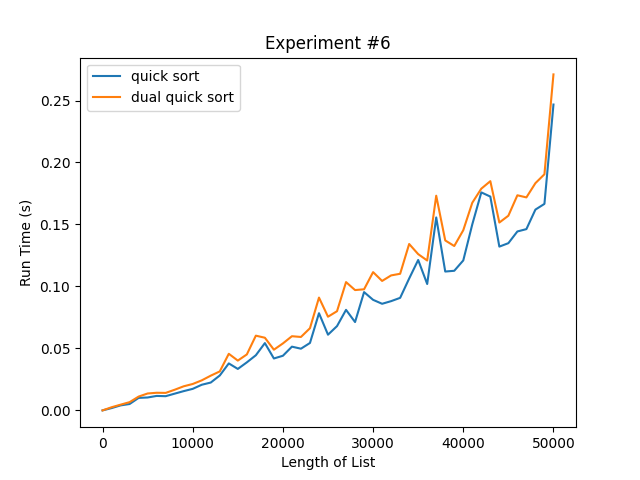 Experiment #6
quick sort
dual quick sort
Run Time (s)
0.25
0.20
0.15
0.10
0.05
0.00
0 10000 20000 30000 40000 50000
Length of List